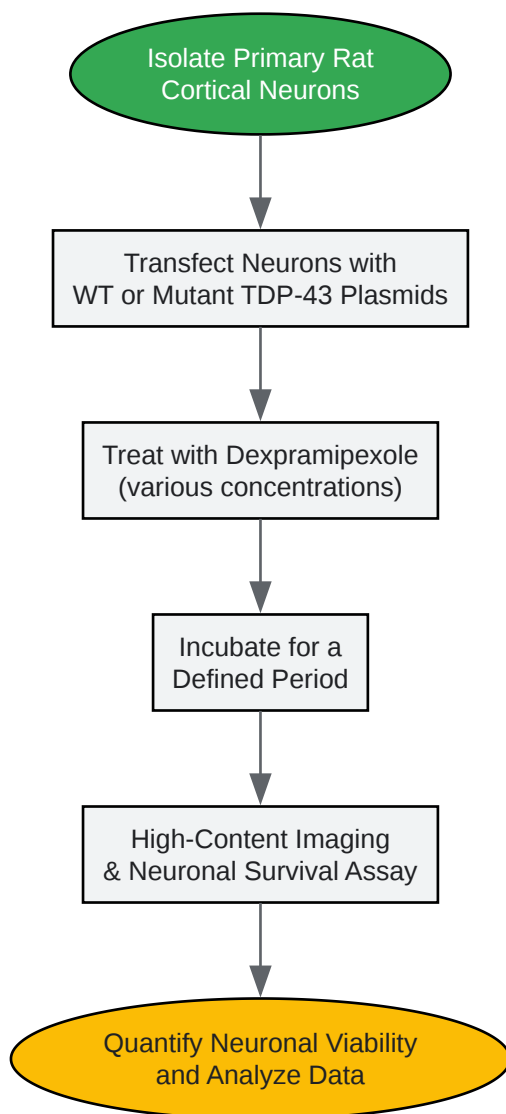 Isolate Primary Rat
Cortical Neurons
Transfect Neurons with
WT or Mutant TDP-43 Plasmids
Treat with Dexpramipexole
(various concentrations)
Incubate for a
Defined Period
High-Content Imaging
& Neuronal Survival Assay
Quantify Neuronal Viability
and Analyze Data